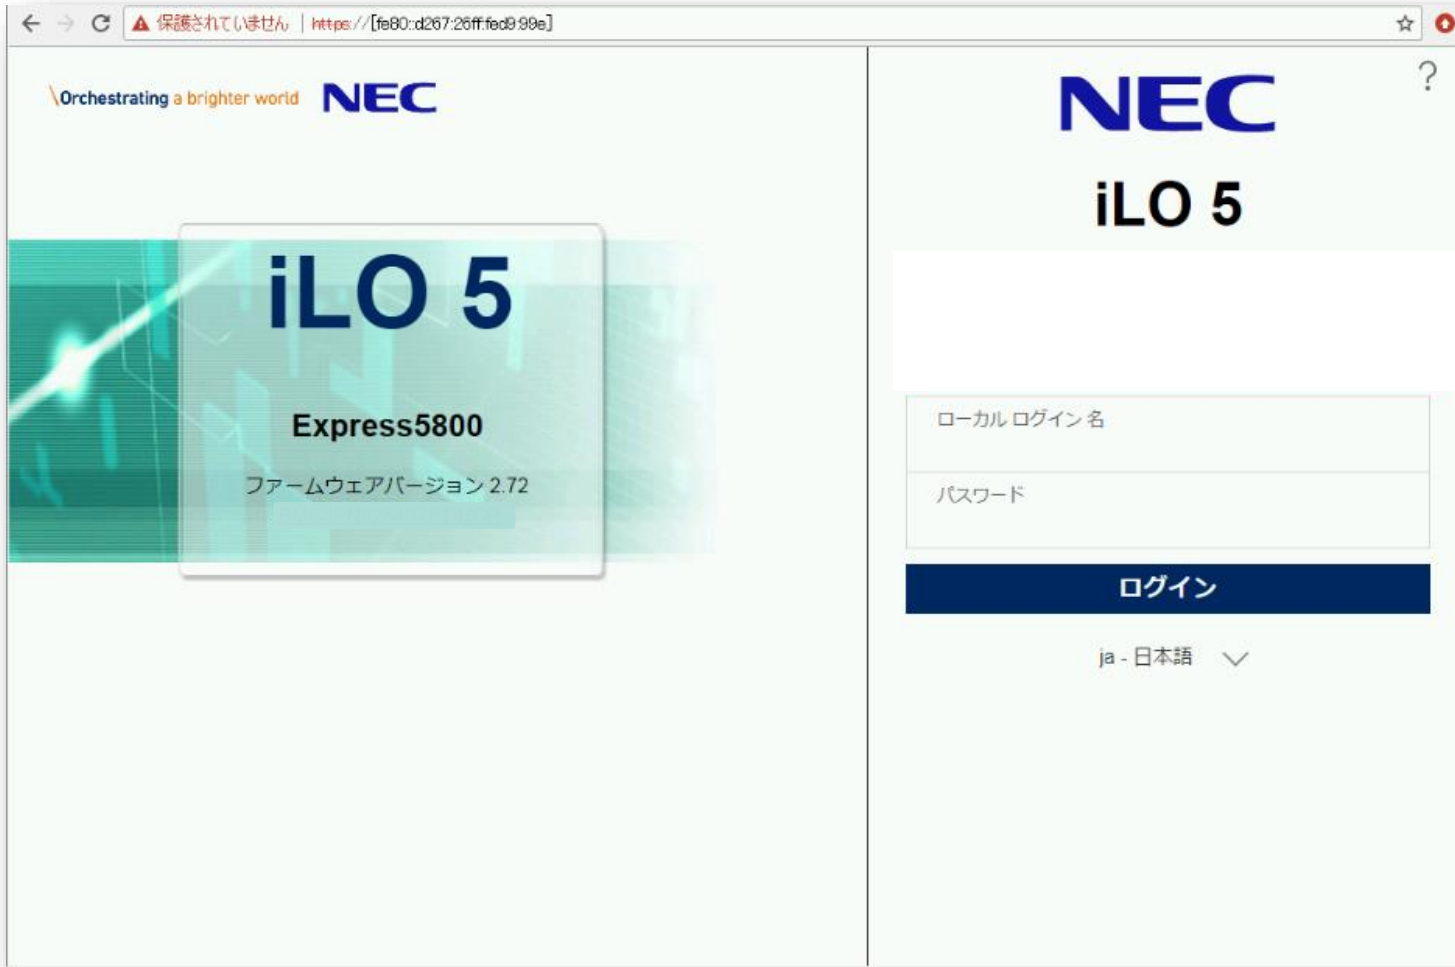 保護されていません | https://[fe80::d267:26ff:fed9:99e]
\Orchestrating a brighter world NEC
iLO 5
Express5800
ファームウェアバージョン 2.72
NEC
?
iLO 5
ローカル ログイン 名
パスワード
ログイン
ja - 日本語